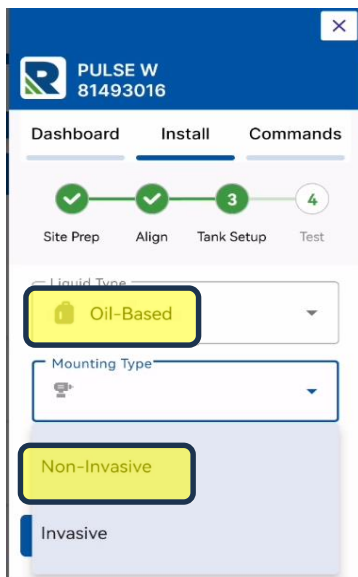 PULSE W
81493016
Dashboard Install Commands
3 4
Site Prep Align Tank Setup Test
Liquid Type
Oil-Based
Mounting Type
Non-Invasive
Invasive